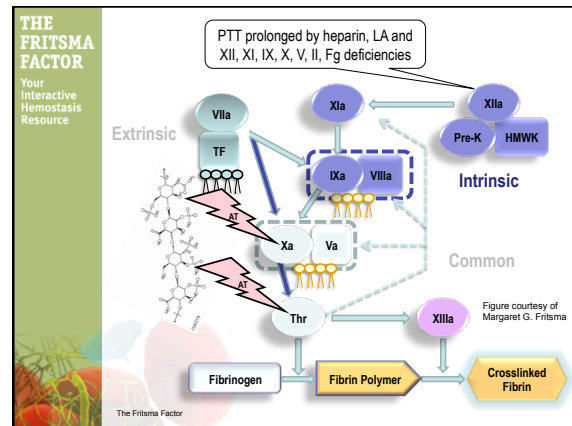 THE
FRITSMA
FACTOR
Your
Interactive
Hemostasis
Resource
PTT prolonged by heparin, LA and
XII, XI, IX, X, V, II, Fg deficiencies
Extrinsic
VIIa
TF
XIa
XIIa
Pre-K
HMWK
IXa
VIIIa
Intrinsic
AT
Xa
Va
Common
AT
Thr
XIIIa
Figure courtesy of
Margaret G. Fritsma
Fibrinogen
Fibrin Polymer
Crosslinked
Fibrin
The Fritsma Factor